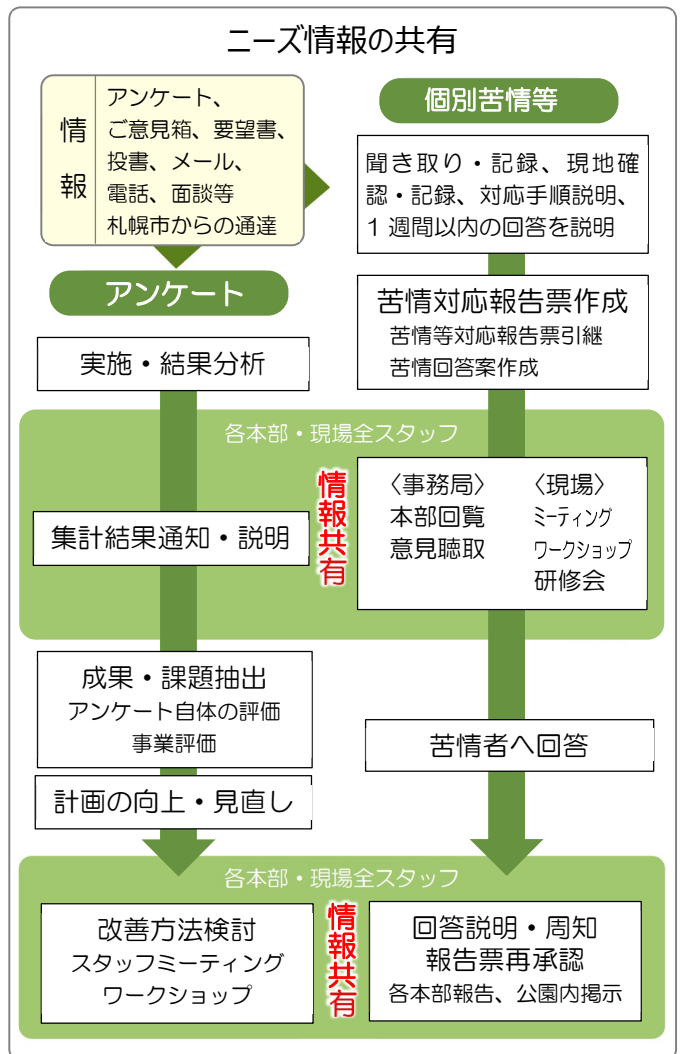 ニーズ情報の共有
情報
アンケート、
ご意見箱、要望書、
投書、メール、
電話、面談等
札幌市からの通達
アンケート
実施・結果分析
個別苦情等
聞き取り・記録、現地確
認・記録、対応手順説明、
1 週間以内の回答を説明
苦情対応報告票作成
苦情等対応報告票引継
苦情回答案作成
各本部・現場全スタッフ
集計結果通知・説明
情報共有
〈事務局〉
本部回覧
意見聴取
〈現場〉
ミーティング
ワークショップ
研修会
成果・課題抽出
アンケート自体の評価
事業評価
計画の向上・見直し
苦情者へ回答
各本部・現場全スタッフ
改善方法検討
スタッフミーティング
ワークショップ
情報共有
回答説明・周知
報告票再承認
各本部報告、公園内掲示